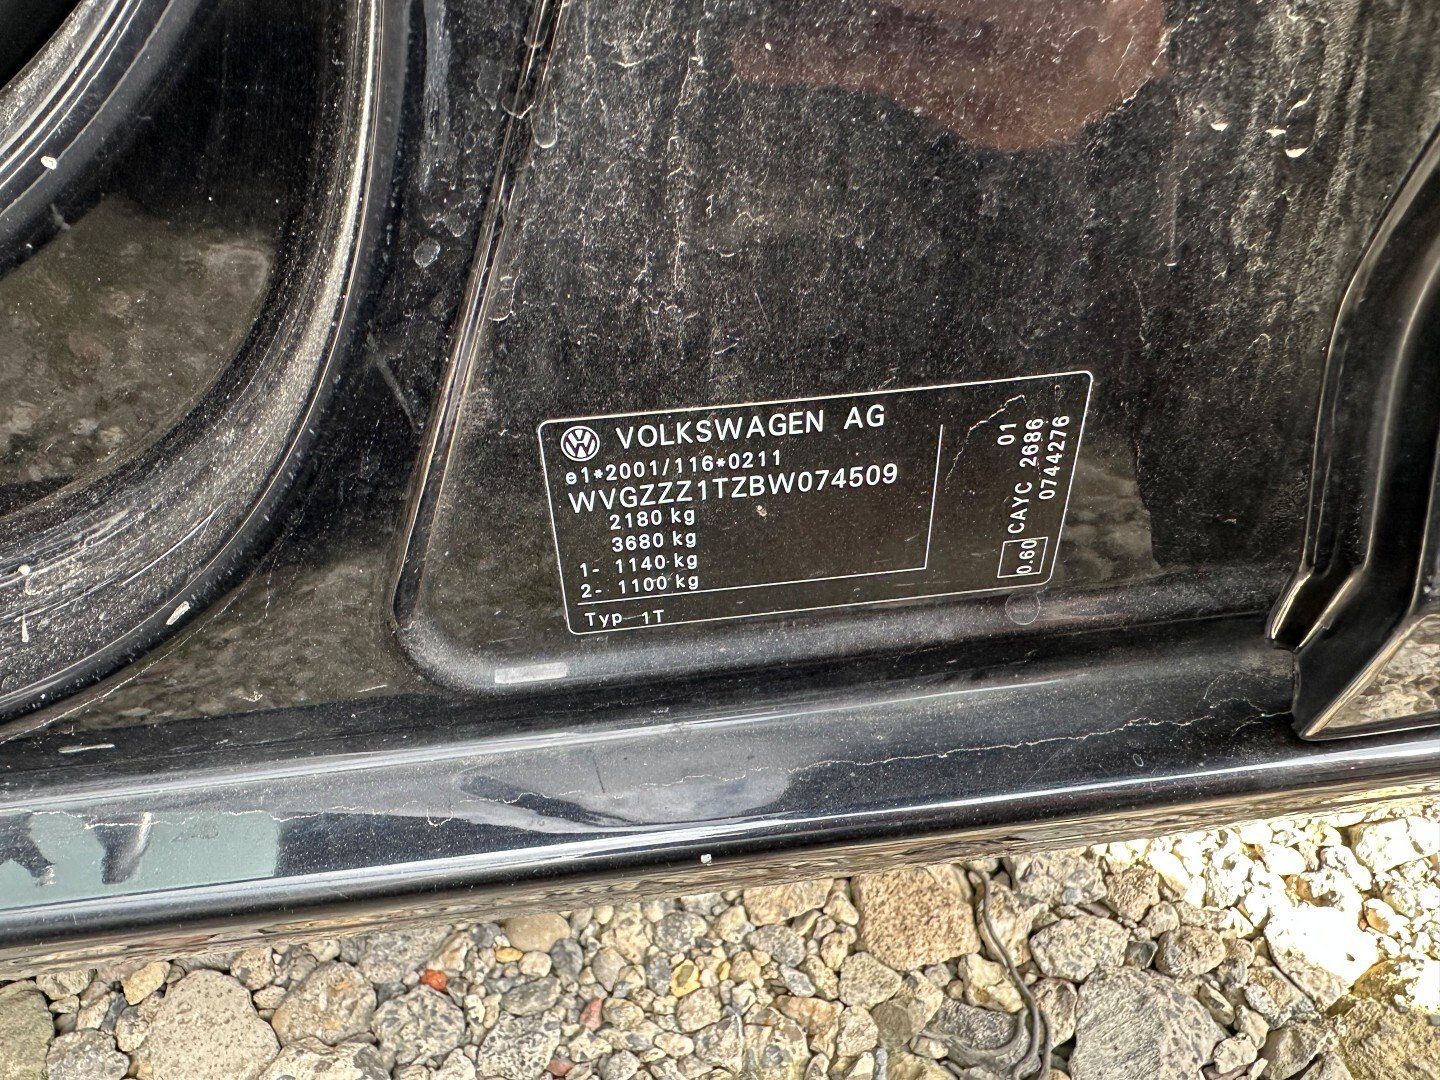 VOLKSWAGEN AG
e1*2001/116*0211
WVGZZZ1TZBW074509
2180 kg
3680 kg
1- 1140 kg
2- 1100 kg
Typ 1T
01
0.60 CAYC 2686
0744276